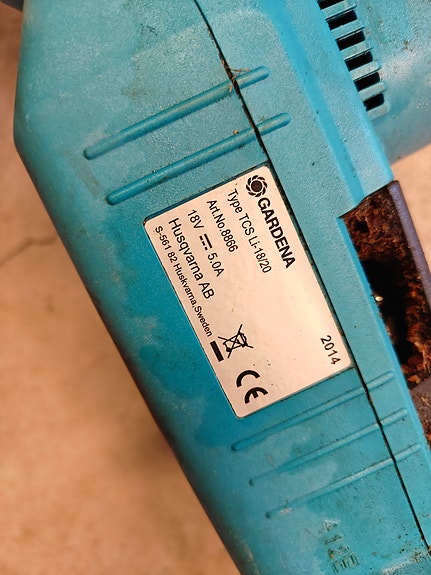 GARDENA
Type TCS Li-18/20
Art.No.8866
18V ⎓ 5.0A
Husqvarna AB
S-561 82 Huskvarna,Sweden
2014
CE